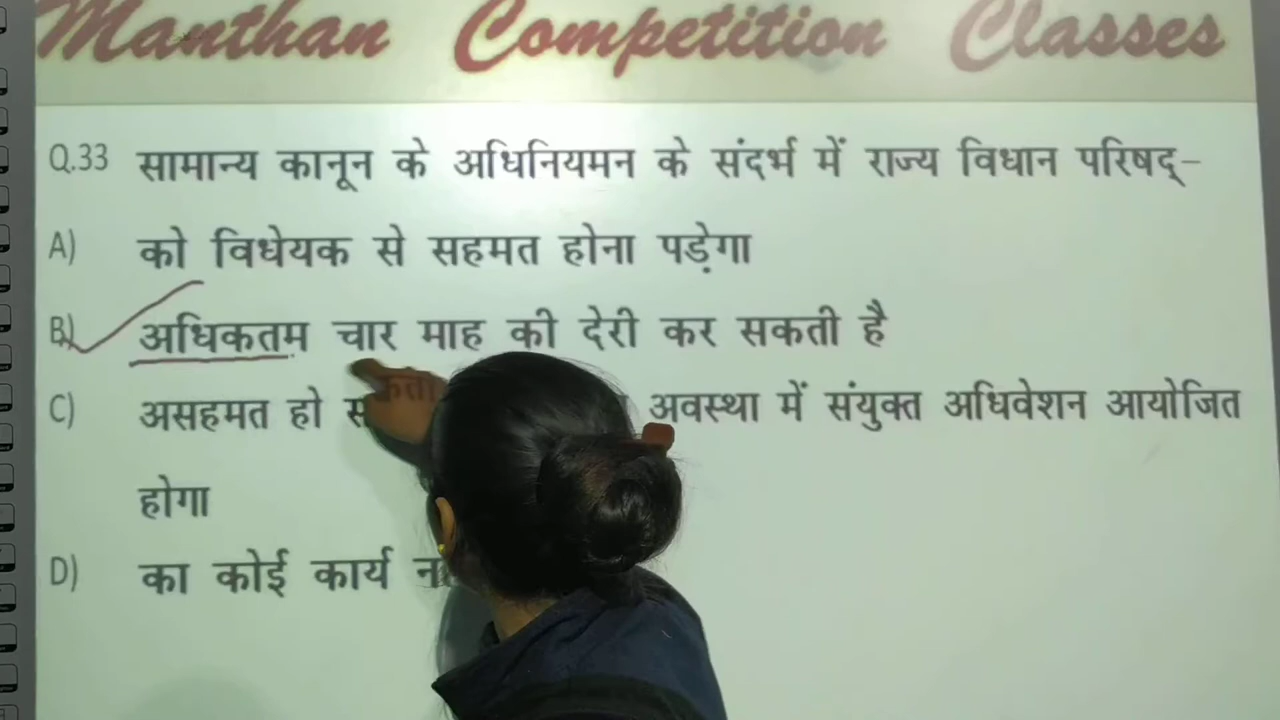 Manthan Competition Classes
Q.33 सामान्य कानून के अधिनियमन के संदर्भ में राज्य विधान परिषद्-
A) को विधेयक से सहमत होना पड़ेगा
B) अधिकतम चार माह की देरी कर सकती है
C) असहमत हो अवस्था में संयुक्त अधिवेशन आयोजित
होगा
D) का कोई कार्य